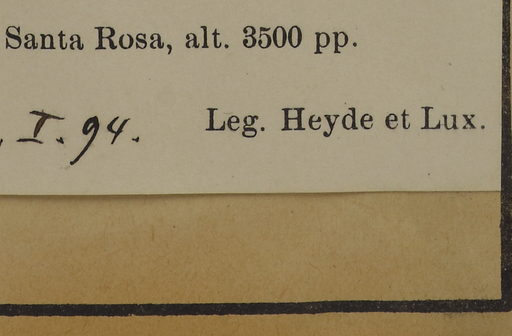 Santa Rosa, alt. 3500 pp.
, I. 94. Leg. Heyde et Lux.